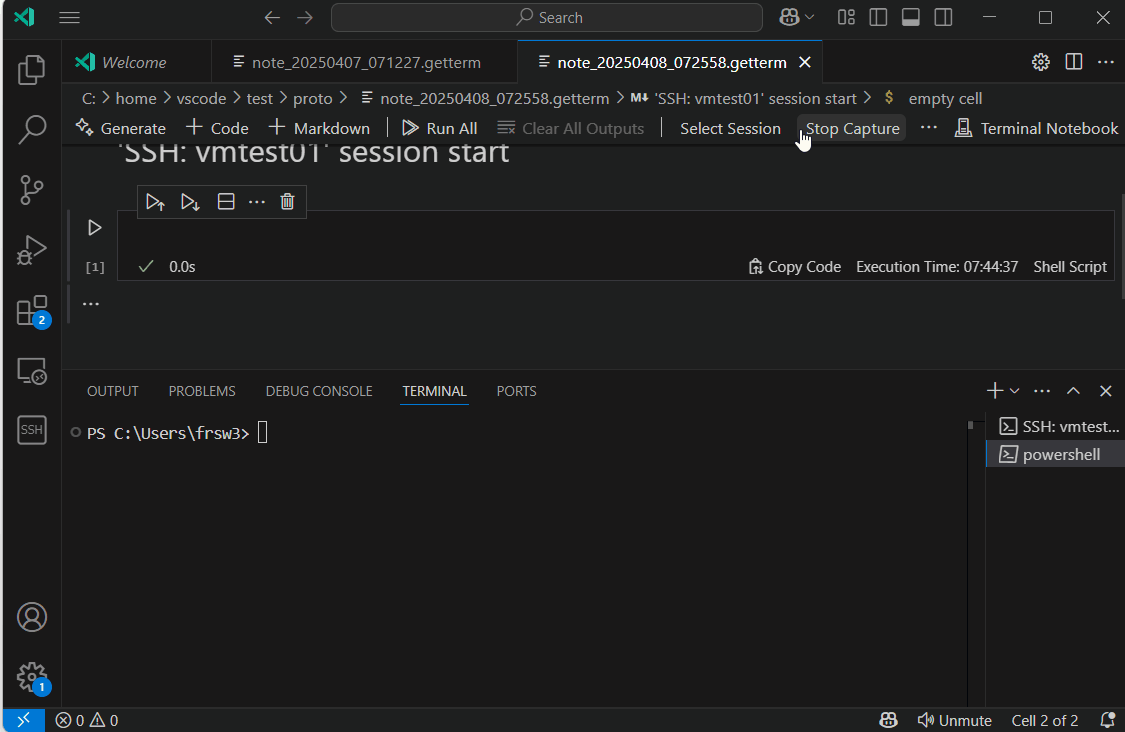 Search
Welcome
note_20250407_071227.getterm
note_20250408_072558.getterm
C: > home > vscode > test > proto > note_20250408_072558.getterm > M↓ 'SSH: vmtest01' session start > $ empty cell
Generate + Code + Markdown Run All Clear All Outputs Select Session Stop Capture ... Terminal Notebook
'SSH: vmtest01' session start
...
[1] ✓ 0.0s Copy Code Execution Time: 07:44:37 Shell Script
...
2
SSH
OUTPUT PROBLEMS DEBUG CONSOLE TERMINAL PORTS
PS C:\Users\frsw3>
SSH: vmtest...
powershell
1
0 0 Unmute Cell 2 of 2